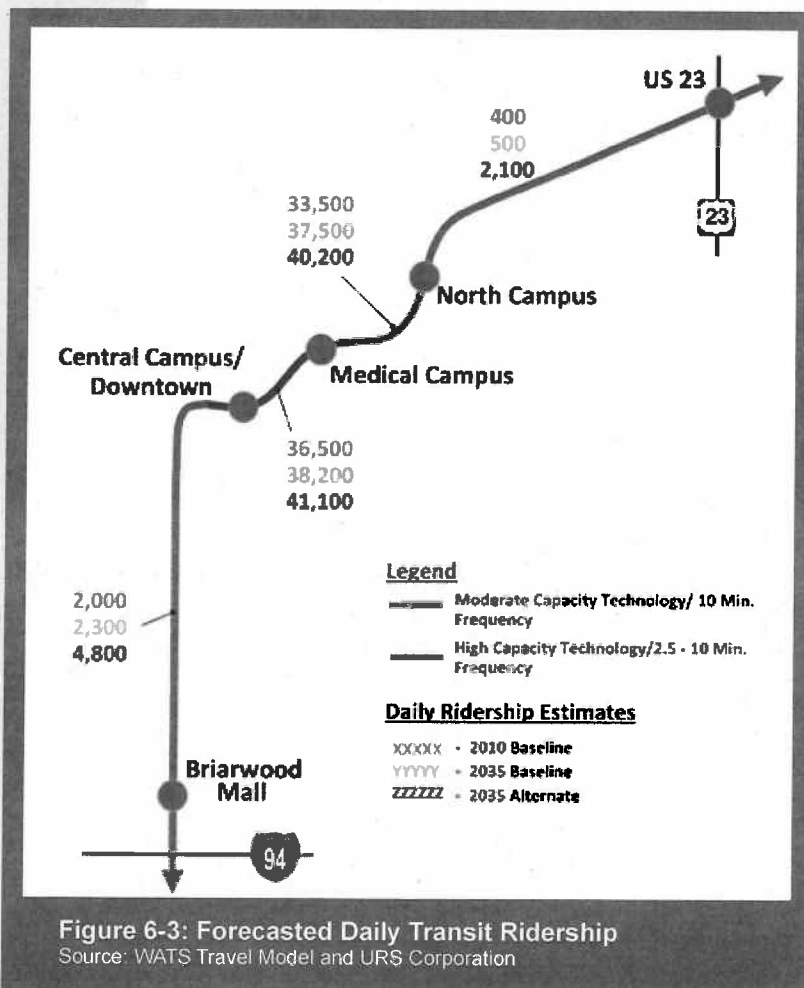 US 23
400
500
2,100
23
33,500
37,500
40,200
North Campus
Central Campus/
Downtown
Medical Campus
36,500
38,200
41,100
2,000
2,300
4,800
Legend
Moderate Capacity Technology/ 10 Min.
Frequency
High Capacity Technology/2.5 - 10 Min.
Frequency
Daily Ridership Estimates
XXXXX - 2010 Baseline
YYYYY - 2035 Baseline
ZZZZZZ - 2035 Alternate
Briarwood
Mall
94
Figure 6-3: Forecasted Daily Transit Ridership
Source: WATS Travel Model and URS Corporation